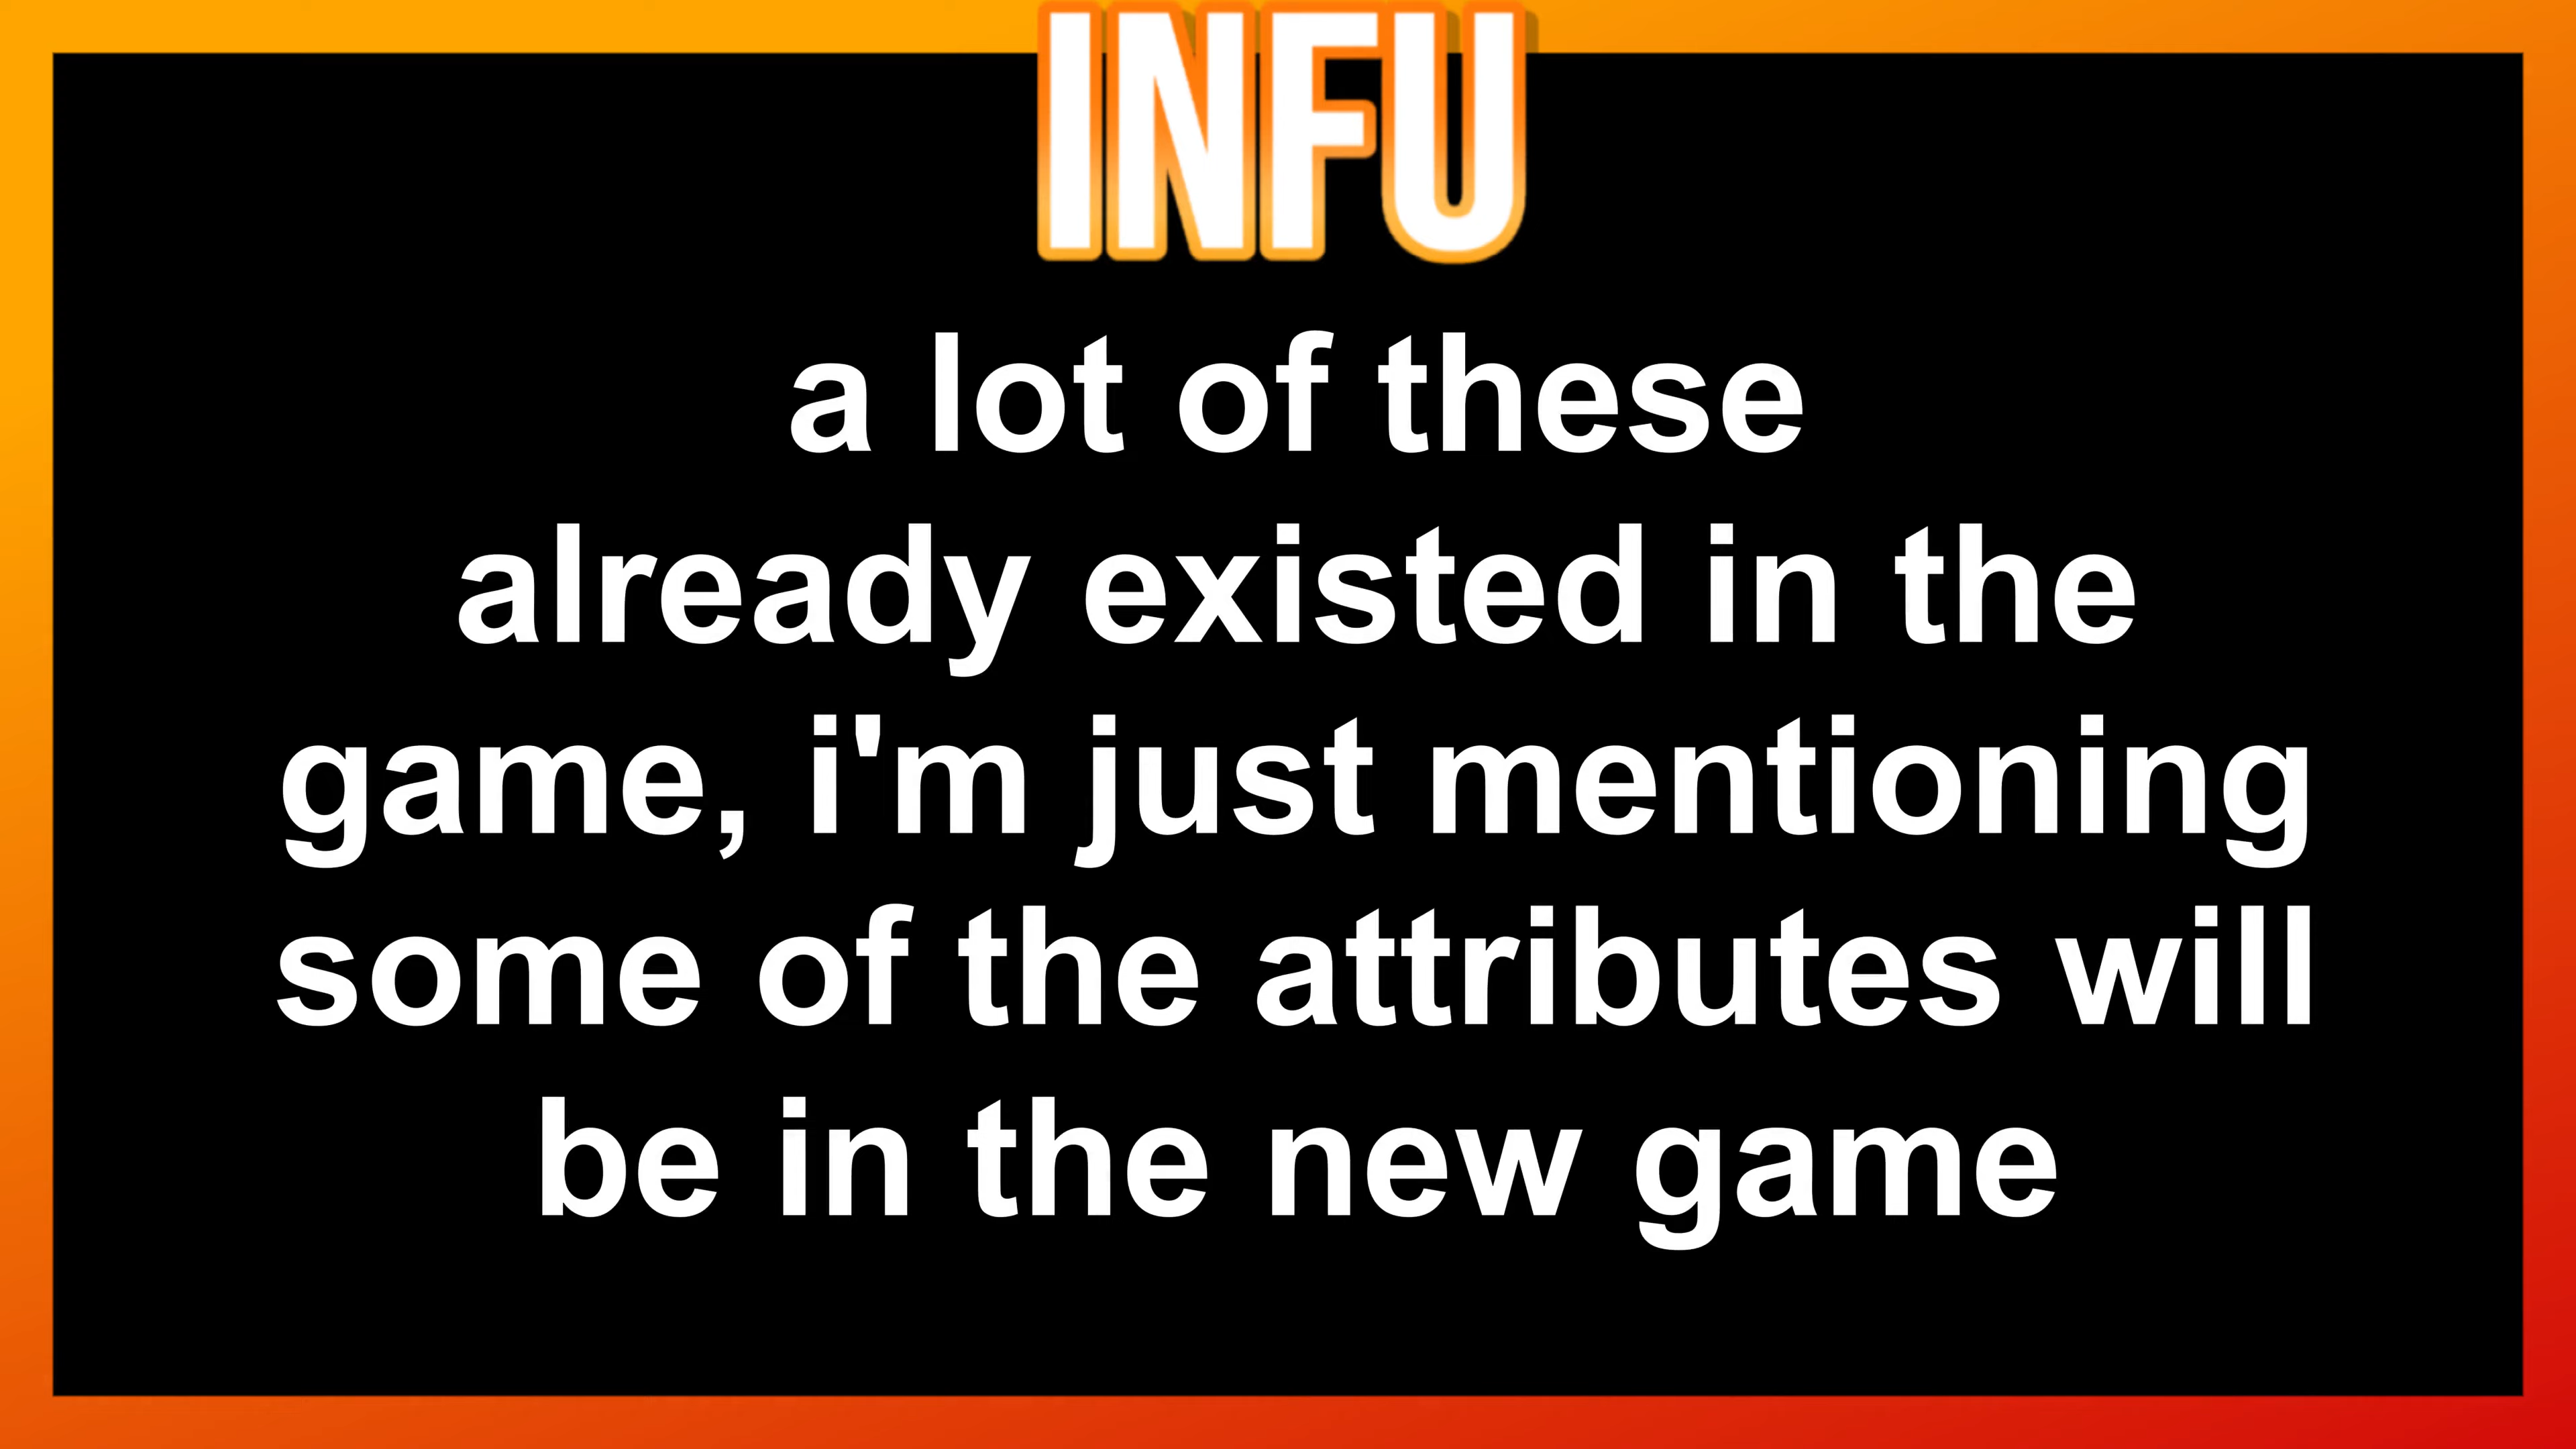 INFU
a lot of these
already existed in the
game, i'm just mentioning
some of the attributes will
be in the new game